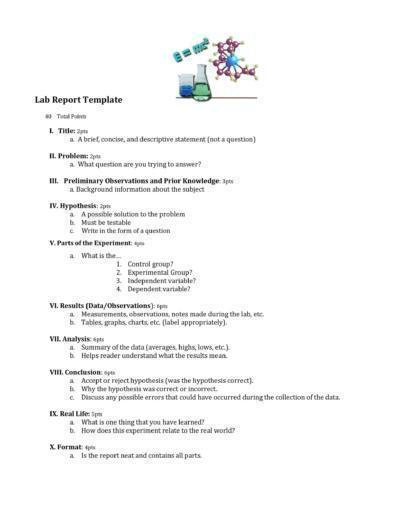 E = mc²
Lab Report Template
40 Total Points
I. Title: 2pts
a. A brief, concise, and descriptive statement (not a question)
II. Problem: 2pts
a. What question are you trying to answer?
III. Preliminary Observations and Prior Knowledge: 3pts
a. Background information about the subject
IV. Hypothesis: 2pts
a. A possible solution to the problem
b. Must be testable
c. Write in the form of a question
V. Parts of the Experiment: 4pts
a. What is the...
1. Control group?
2. Experimental Group?
3. Independent variable?
4. Dependent variable?
VI. Results (Data/Observations): 6pts
a. Measurements, observations, notes made during the lab, etc.
b. Tables, graphs, charts, etc. (label appropriately).
VII. Analysis: 6pts
a. Summary of the data (averages, highs, lows, etc.).
b. Helps reader understand what the results mean.
VIII. Conclusion: 6pts
a. Accept or reject hypothesis (was the hypothesis correct).
b. Why the hypothesis was correct or incorrect.
c. Discuss any possible errors that could have occurred during the collection of the data.
IX. Real Life: 5pts
a. What is one thing that you have learned?
b. How does this experiment relate to the real world?
X. Format: 4pts
a. Is the report neat and contains all parts.